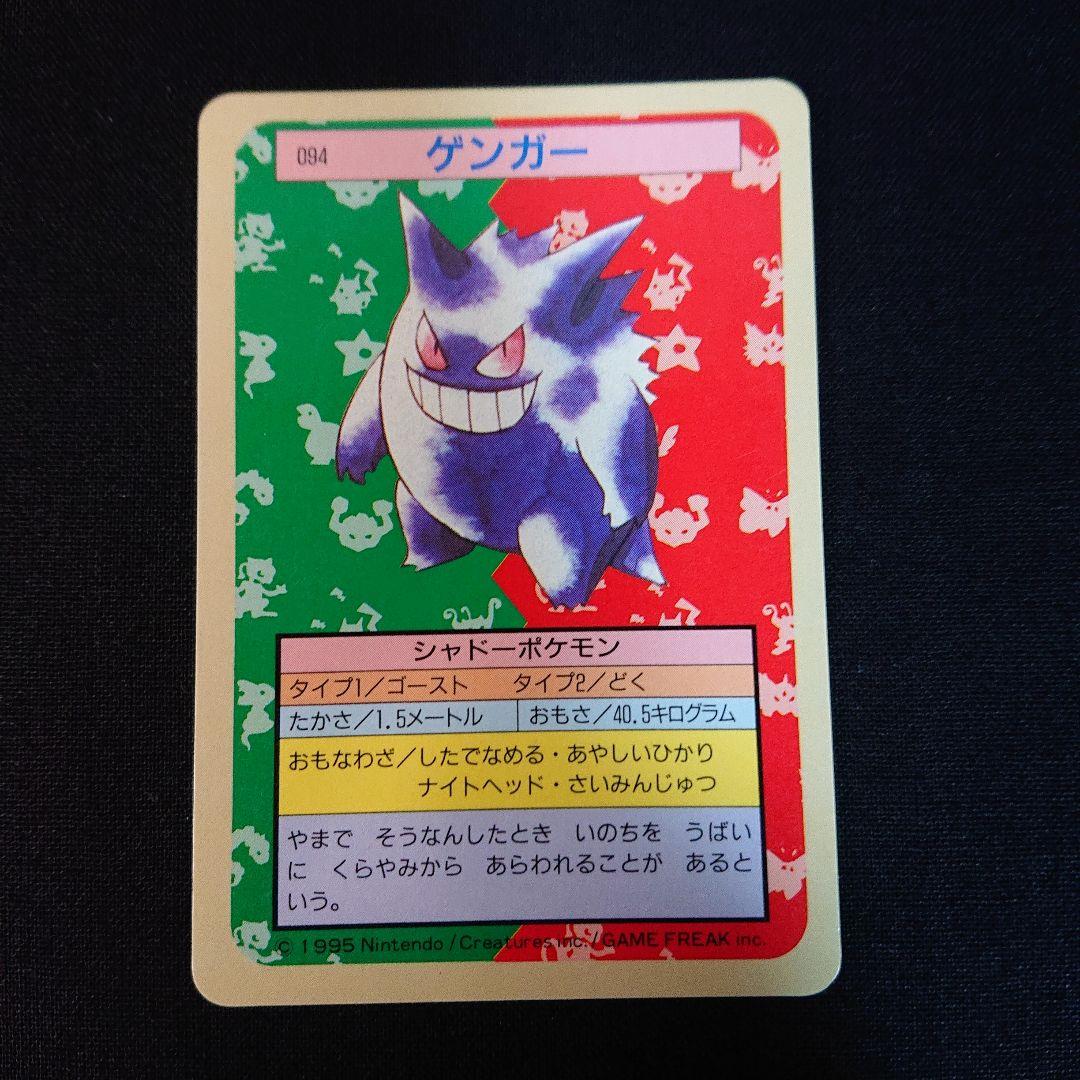 094 ゲンガー
シャドーポケモン
タイプ1/ゴースト タイプ2/どく
たかさ/1.5メートル おもさ/40.5キログラム
おもなわざ/したでなめる・あやしいひかり
ナイトヘッド・さいみんじゅつ
やまで そうなんしたとき いのちを うばい
に くらやみから あらわれることが あると
いう。
© 1995 Nintendo/Creatures inc./GAME FREAK inc.